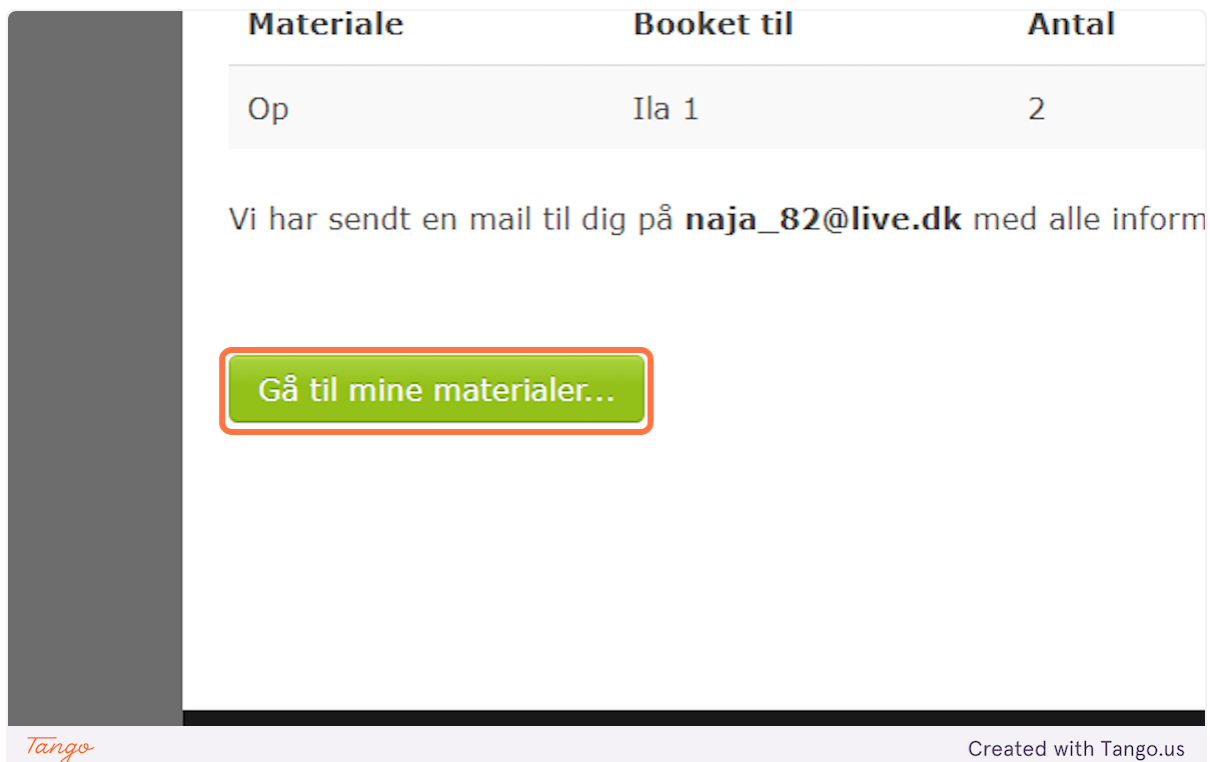 Materiale Booket til Antal
Op Ila 1 2
Vi har sendt en mail til dig på naja_82@live.dk med alle inform
Gå til mine materialer...
Tango Created with Tango.us